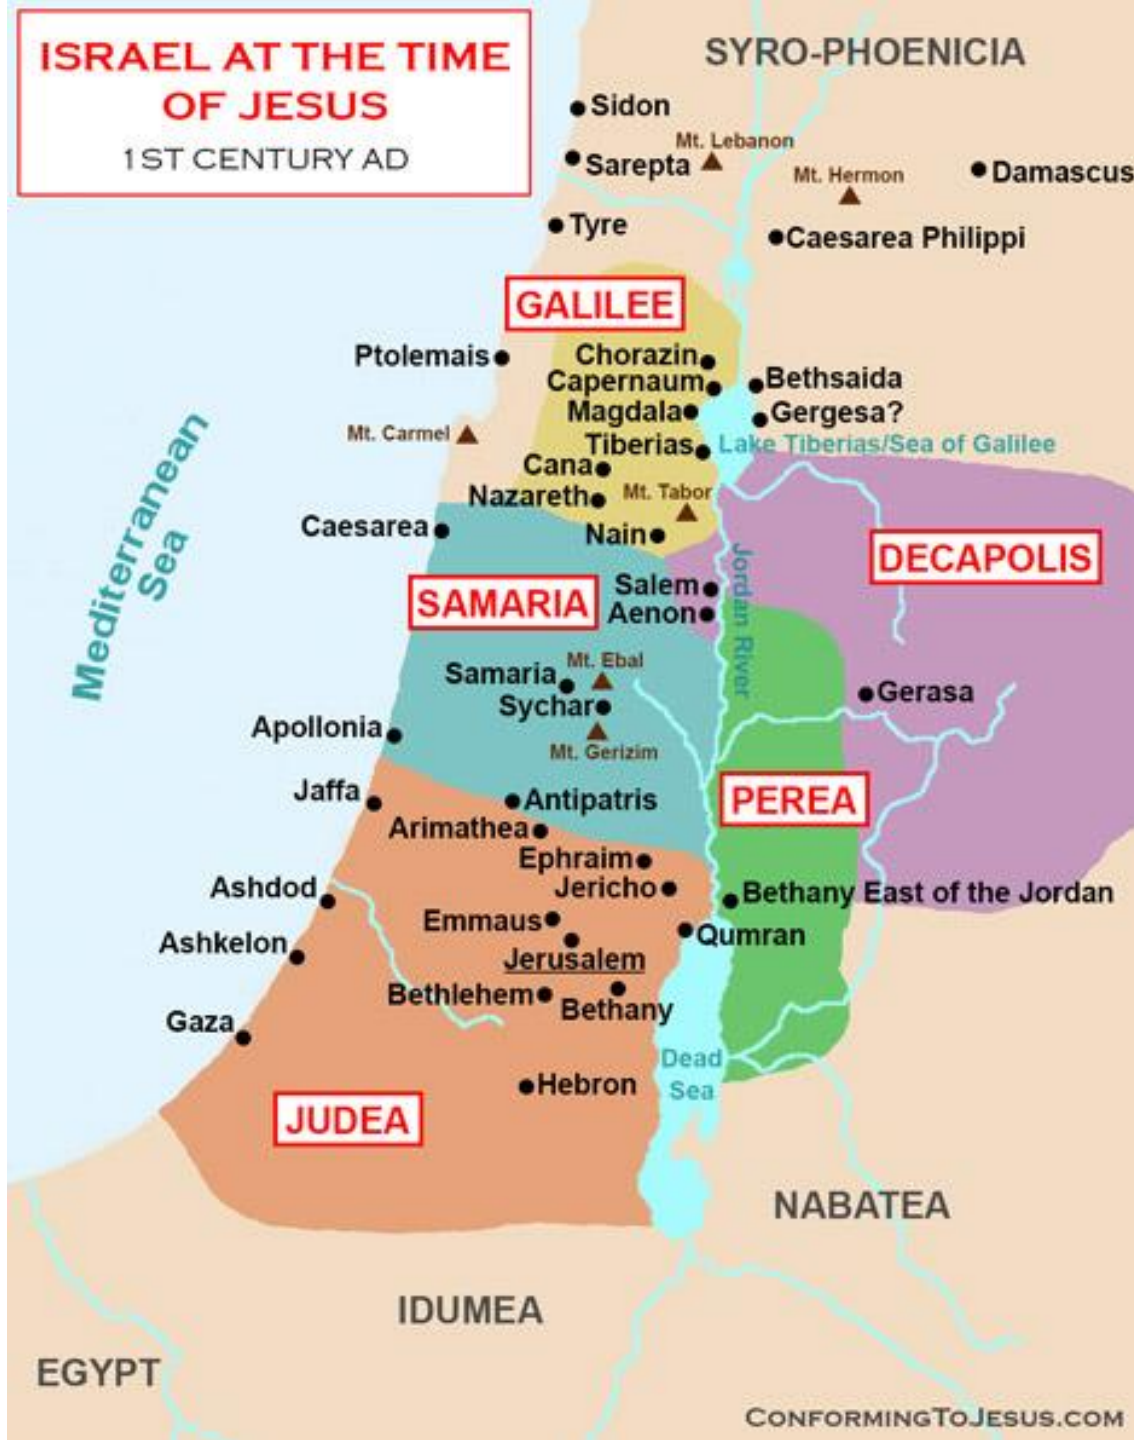 ISRAEL AT THE TIME
OF JESUS
1ST CENTURY AD
SYRO-PHOENICIA
Sidon
Mt. Lebanon
Sarepta
Mt. Hermon
Damascus
Tyre
Caesarea Philippi
GALILEE
Ptolemais
Chorazin
Capernaum
Bethsaida
Magdala
Gergesa?
Mt. Carmel
Tiberias
Lake Tiberias/Sea of Galilee
Cana
Nazareth
Mt. Tabor
Mediterranean
Sea
Caesarea
Nain
DECAPOLIS
Jordan River
Salem
SAMARIA
Aenon
Mt. Ebal
Samaria
Sychar
Gerasa
Apollonia
Mt. Gerizim
Jaffa
Antipatris
PEREA
Arimathea
Ephraim
Jericho
Ashdod
Bethany East of the Jordan
Emmaus
Qumran
Ashkelon
Jerusalem
Bethlehem
Bethany
Gaza
Dead
Sea
Hebron
JUDEA
NABATEA
IDUMEA
EGYPT
CONFORMINGTOJESUS.COM